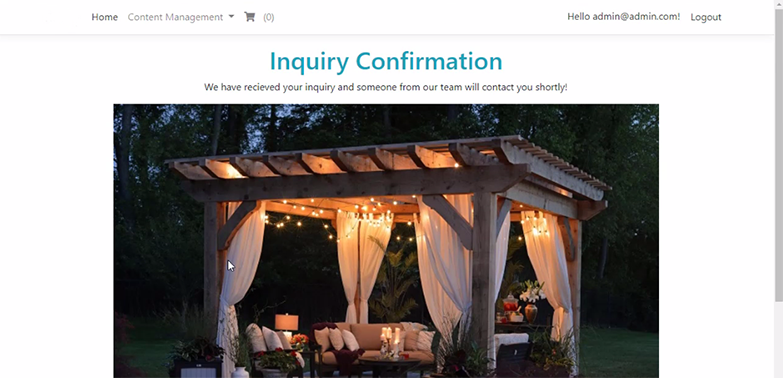 Home Content Management (0) Hello admin@admin.com! Logout
Inquiry Confirmation
We have recieved your inquiry and someone from our team will contact you shortly!